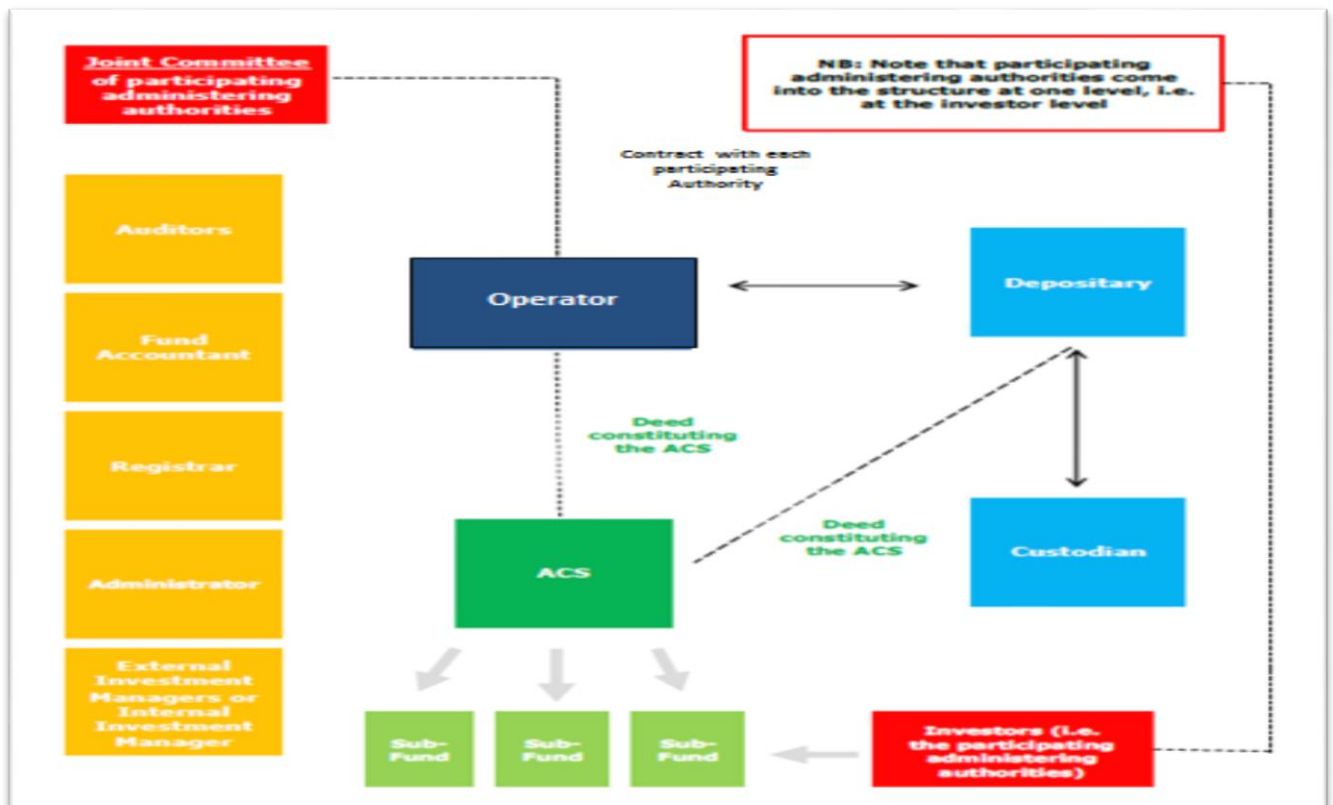 Joint Committee
of participating
administering
authorities
NB: Note that participating
administering authorities come
into the structure at one level, i.e.
at the investor level
Contract with each
participating
Authority
Auditors
Fund
Accountant
Registrar
Administrator
External
Investment
Managers or
Internal
Investment
Manager
Operator
Depositary
Deed
constituting
the ACS
Deed
constituting
the ACS
ACS
Custodian
Sub-
Fund
Sub-
Fund
Sub-
Fund
Investors (i.e.
the participating
administering
authorities)